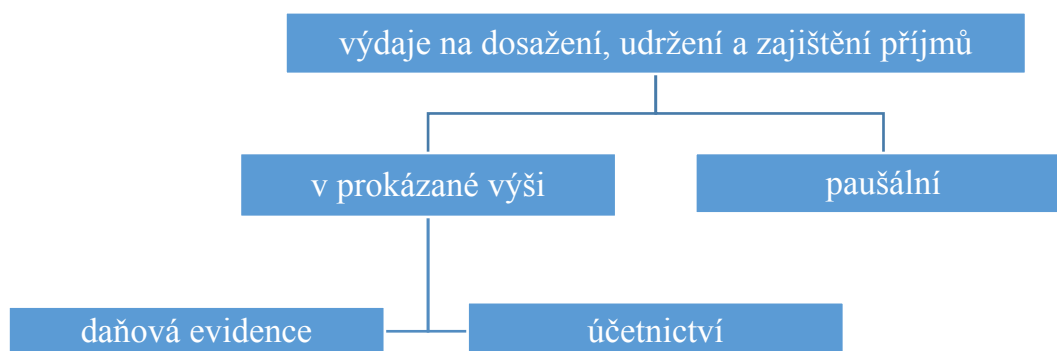 výdaje na dosažení, udržení a zajištění příjmů
v prokázané výši
paušální
daňová evidence
účetnictví